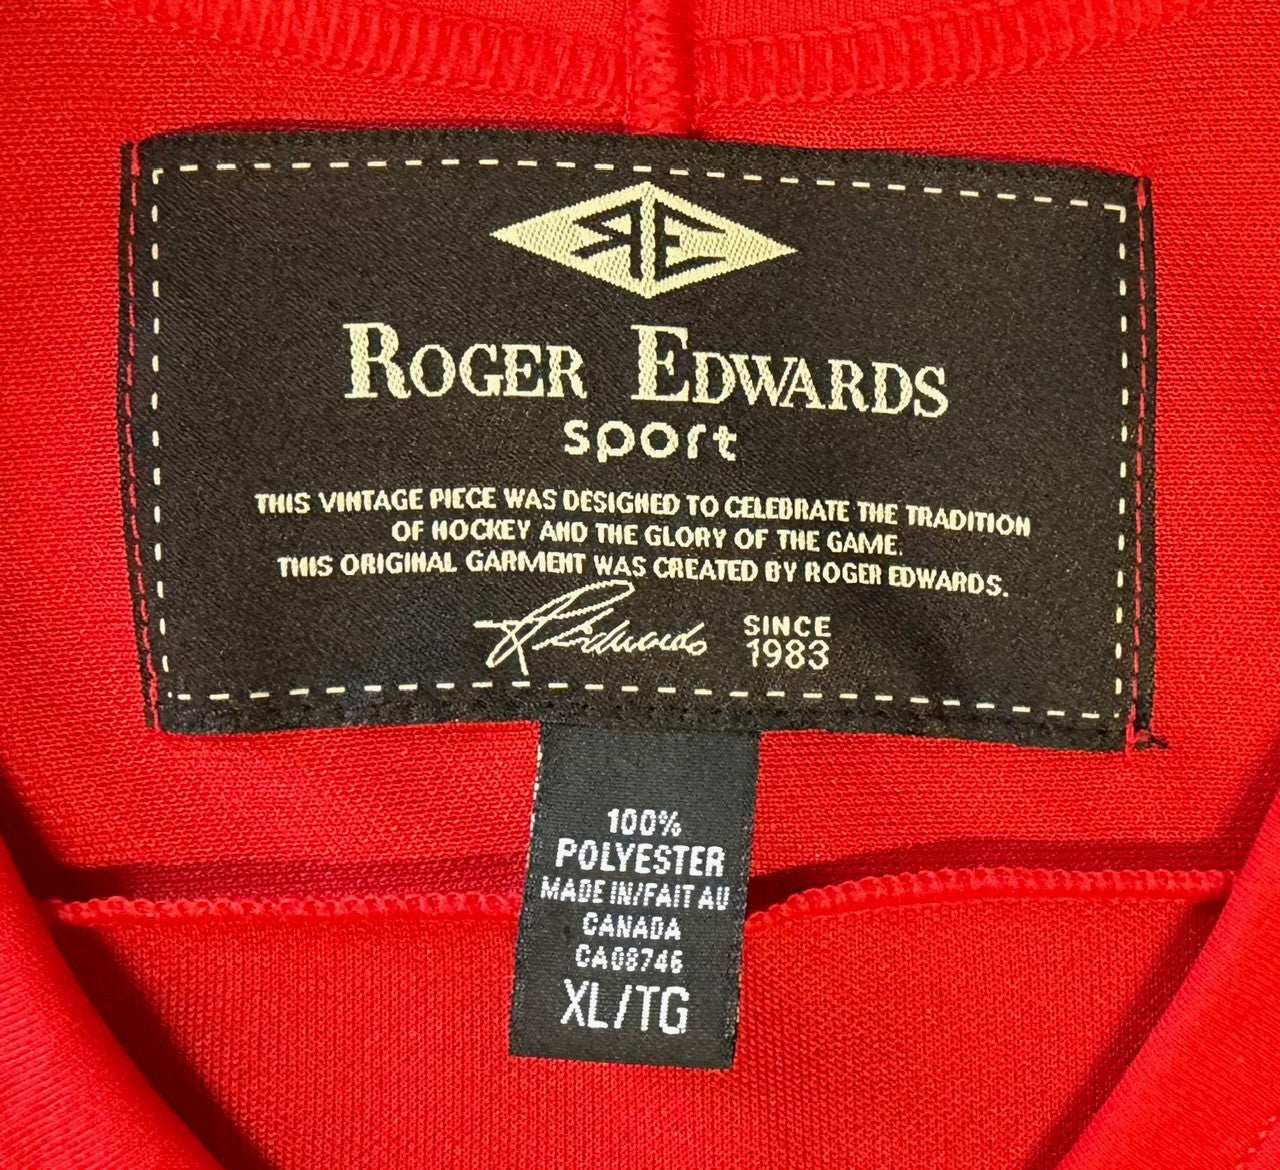 RE
ROGER EDWARDS
sport
THIS VINTAGE PIECE WAS DESIGNED TO CELEBRATE THE TRADITION
OF HOCKEY AND THE GLORY OF THE GAME.
THIS ORIGINAL GARMENT WAS CREATED BY ROGER EDWARDS.
R Edwards
SINCE
1983
100%
POLYESTER
MADE IN/FAIT AU
CANADA
CA08746
XL/TG